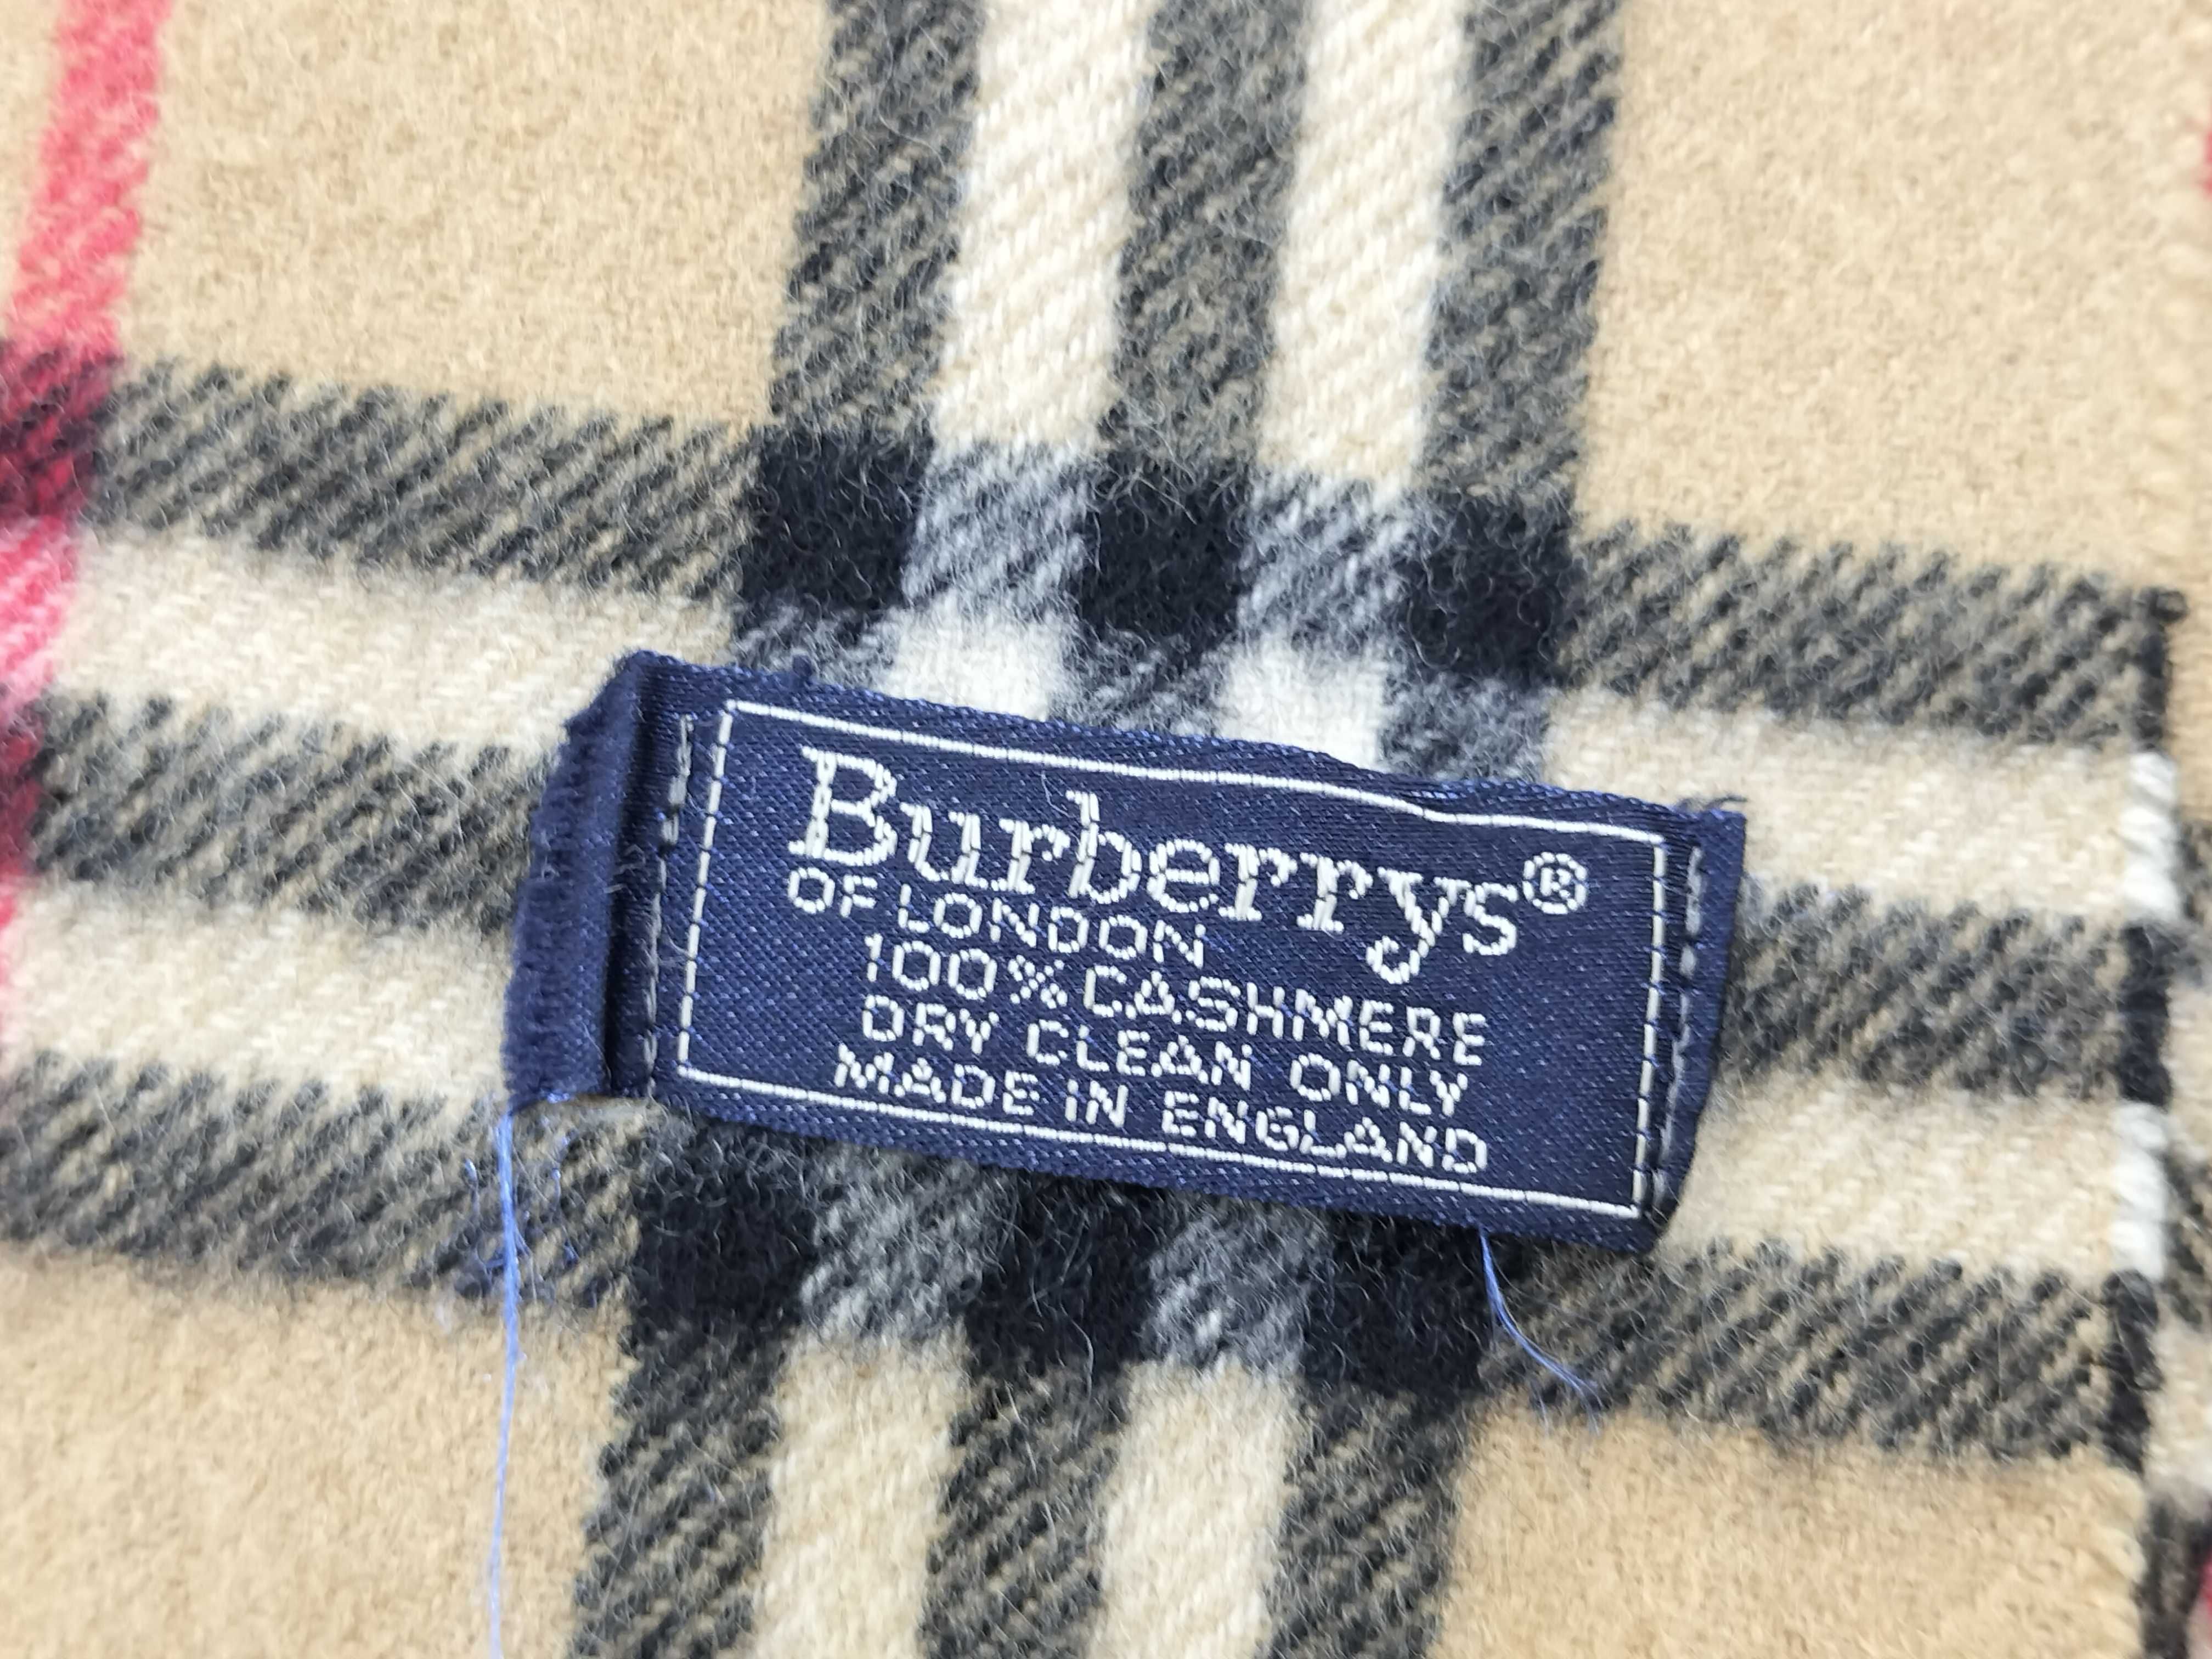 Burberrys®
OF LONDON
100% CASHMERE
DRY CLEAN ONLY
MADE IN ENGLAND